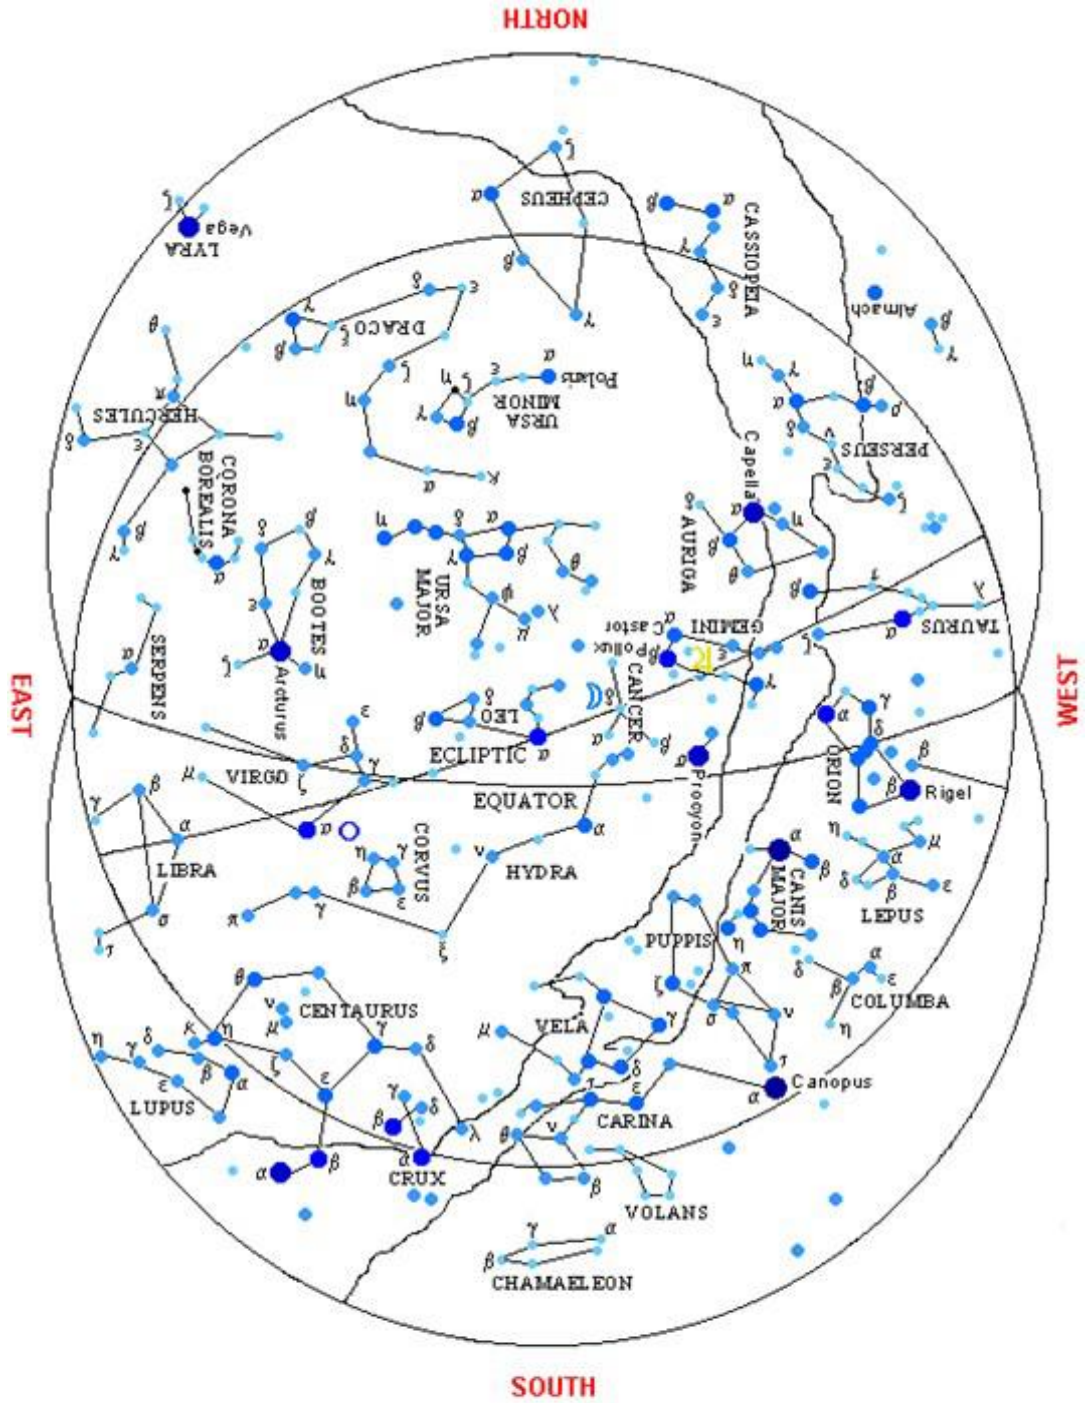 NORTH
ζ
α
CEPHEUS
β
γ
β
α
CASSIOPEIA
γ
δ
ε
ζ
Vega
LYRA
δ
ε
γ
DRACO
ξ
β
ζ
η
α
κ
Almach
β
γ
θ
π
HERCULES
δ
ε
β
γ
η
ζ
ε
α
Polaris
γ
β
URSA
MINOR
η
γ
α
β
ρ
δ
ν
PERSEUS
ε
ζ
CORONA
BOREALIS
α
δ
β
γ
BOOTES
ε
α
ζ
η
Arcturus
η
δ
α
γ
β
URSA
MAJOR
θ
ψ
λ
μ
Capella
α
δ
η
β
AURIGA
θ
β
τ
λ
α
TAURUS
ζ
α
Castor
GEMINI
β
Pollux
ε
γ
SERPENS
α
EAST
WEST
δ
β
LEO
α
CANCER
δ
α
β
ECLIPTIC
EQUATOR
α
Procyon
α
γ
δ
ORION
β
β
Rigel
ε
δ
γ
VIRGO
ζ
μ
α
β
γ
α
LIBRA
σ
τ
CORVUS
η
γ
β
ε
α
ν
HYDRA
π
γ
ξ
α
β
CANIS
MAJOR
η
η
μ
α
δ
β
ε
LEPUS
PUPPIS
ζ
π
σ
ν
τ
δ
α
ε
β
COLUMBA
η
θ
ν
CENTAURUS
μ
κ
η
γ
δ
ζ
ε
λ
β
α
η
γ
δ
β
α
ε
LUPUS
μ
VELA
γ
δ
τ
ε
α
Canopus
CARINA
θ
ν
β
γ
δ
β
α
CRUX
VOLANS
γ
α
β
CHAMAELEON
SOUTH